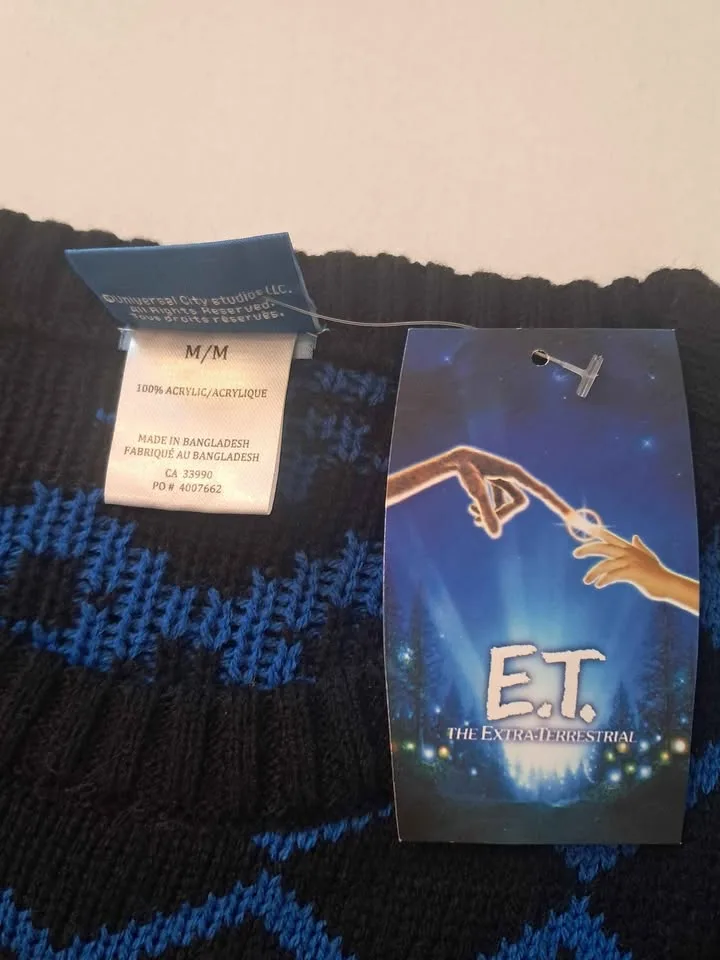 ©Universal City Studios LLC.
All Rights Reserved.
Tous droits réservés.
M/M
100% ACRYLIC/ACRYLIQUE
MADE IN BANGLADESH
FABRIQUÉ AU BANGLADESH
CA 33990
PO # 4007662
E.T.
THE EXTRA-TERRESTRIAL